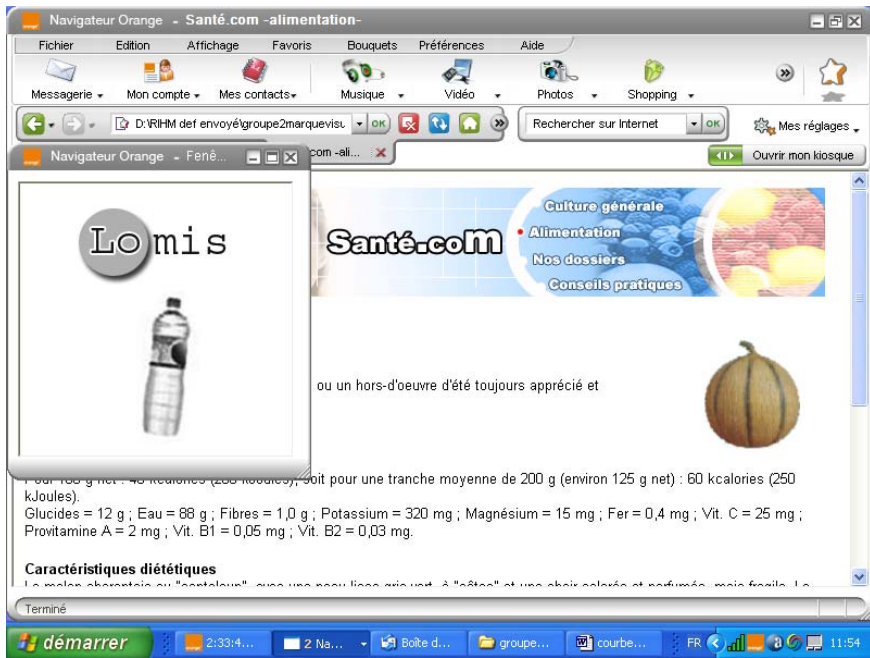 Navigateur Orange - Santé.com -alimentation-
Fichier Edition Affichage Favoris Bouquets Préférences Aide
Messagerie Mon compte Mes contacts Musique Vidéo Photos Shopping
D:\RIHM def envoyé\groupe2marquevisu OK Rechercher sur Internet OK Mes réglages
Navigateur Orange - Fenê...
com -ali...
Ouvrir mon kiosque
Lomis
Santé.com
Culture générale
Alimentation
Nos dossiers
Conseils pratiques
ou un hors-d'oeuvre d'été toujours apprécié et
soit pour une tranche moyenne de 200 g (environ 125 g net) : 60 kcalories (250
kJoules).
Glucides = 12 g ; Eau = 88 g ; Fibres = 1,0 g ; Potassium = 320 mg ; Magnésium = 15 mg ; Fer = 0,4 mg ; Vit. C = 25 mg ;
Provitamine A = 2 mg ; Vit. B1 = 0,05 mg ; Vit. B2 = 0,03 mg.
Caractéristiques diététiques
Terminé
démarrer 2:33:4... 2 Na... Boîte d... groupe... courbe... FR 11:54